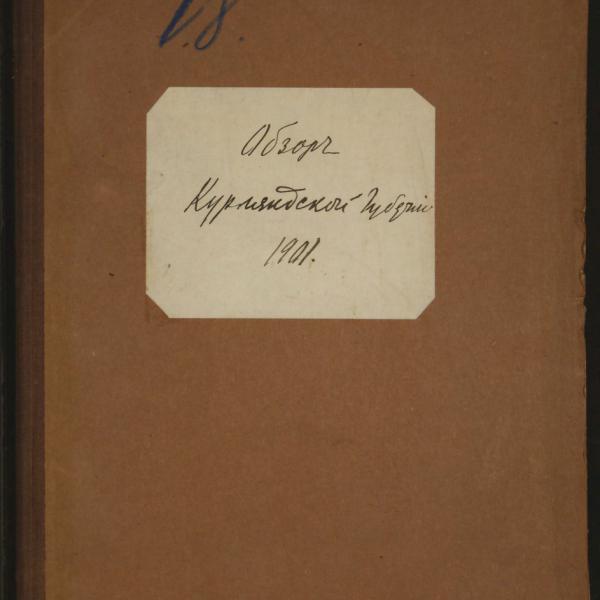 Обзоръ
Курляндской Губерніи
1901.